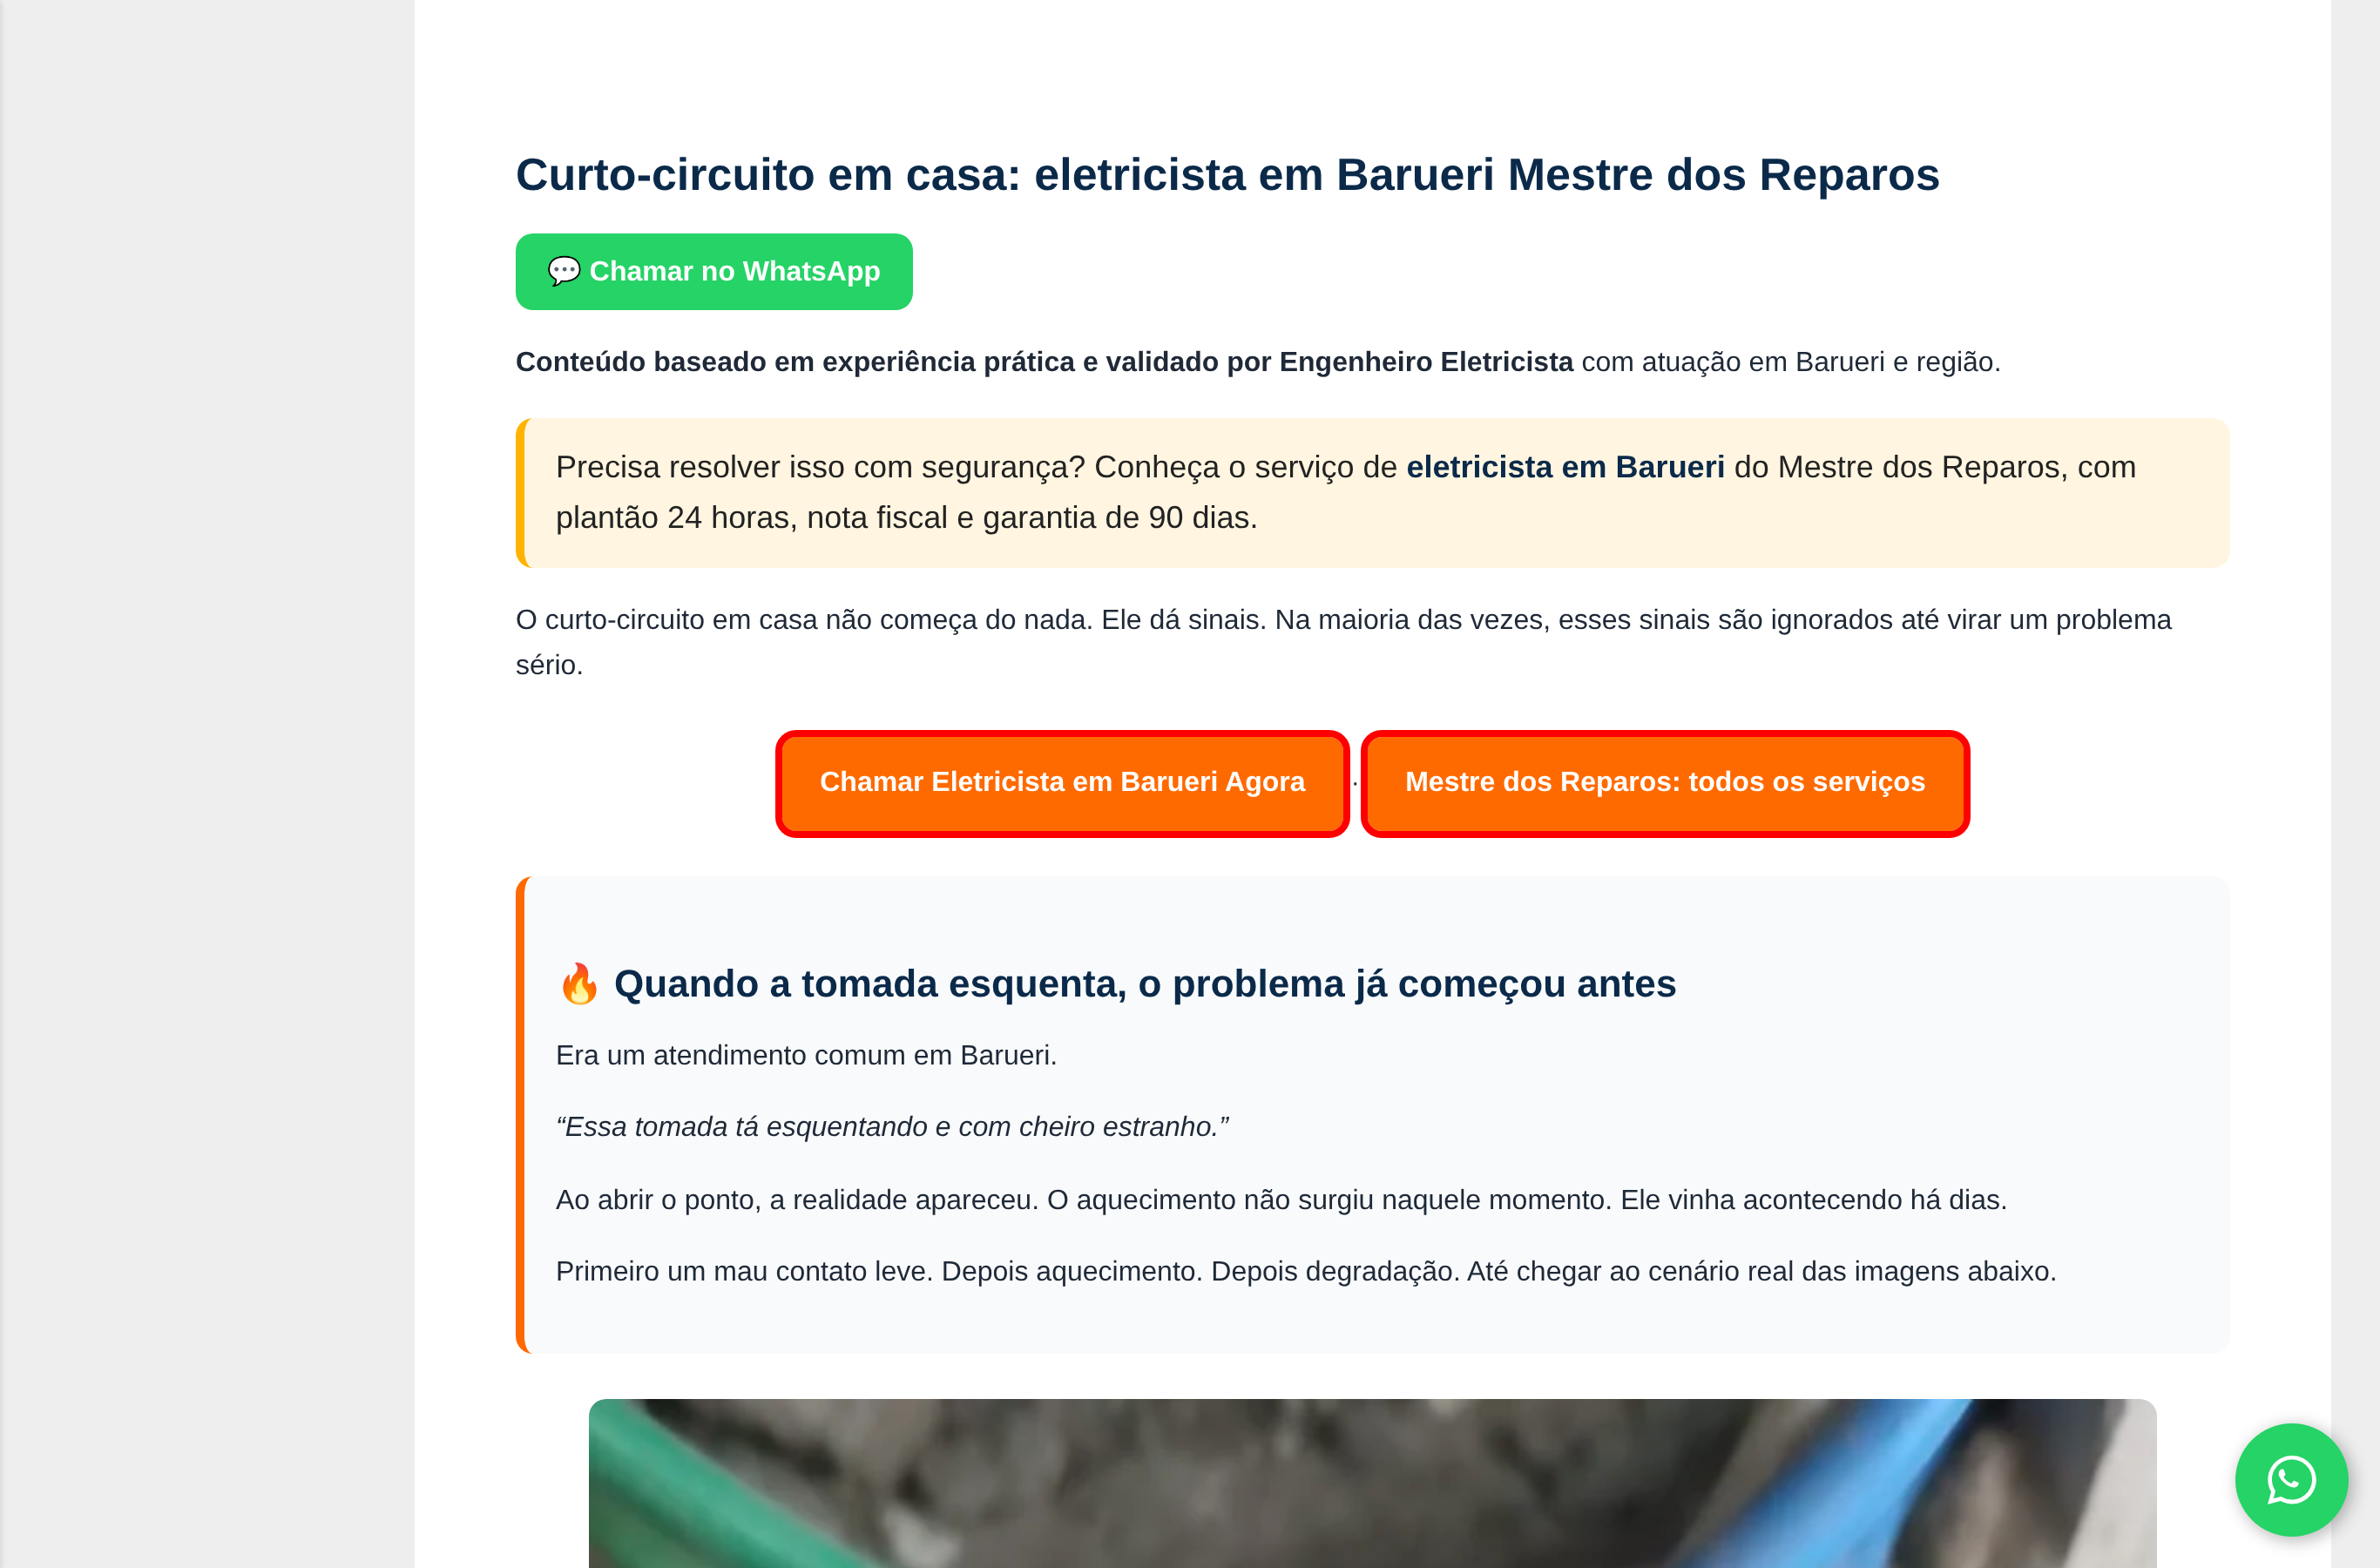 Curto-circuito em casa: eletricista em Barueri Mestre dos Reparos
💬 Chamar no WhatsApp
Conteúdo baseado em experiência prática e validado por Engenheiro Eletricista com atuação em Barueri e região.
Precisa resolver isso com segurança? Conheça o serviço de eletricista em Barueri do Mestre dos Reparos, com
plantão 24 horas, nota fiscal e garantia de 90 dias.
O curto-circuito em casa não começa do nada. Ele dá sinais. Na maioria das vezes, esses sinais são ignorados até virar um problema
sério.
Chamar Eletricista em Barueri Agora · Mestre dos Reparos: todos os serviços
🔥 Quando a tomada esquenta, o problema já começou antes
Era um atendimento comum em Barueri.
“Essa tomada tá esquentando e com cheiro estranho.”
Ao abrir o ponto, a realidade apareceu. O aquecimento não surgiu naquele momento. Ele vinha acontecendo há dias.
Primeiro um mau contato leve. Depois aquecimento. Depois degradação. Até chegar ao cenário real das imagens abaixo.